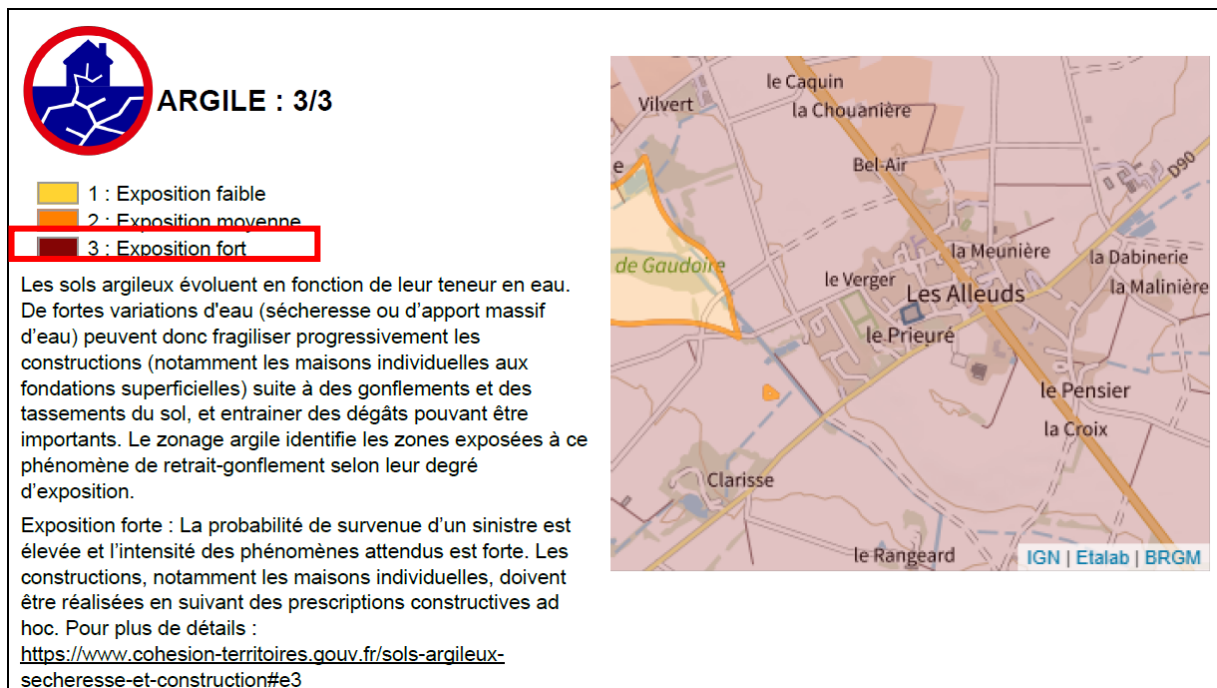 ARGILE : 3/3
1 : Exposition faible
2 : Exposition moyenne
3 : Exposition fort
Les sols argileux évoluent en fonction de leur teneur en eau.
De fortes variations d'eau (sécheresse ou d’apport massif
d’eau) peuvent donc fragiliser progressivement les
constructions (notamment les maisons individuelles aux
fondations superficielles) suite à des gonflements et des
tassements du sol, et entrainer des dégâts pouvant être
importants. Le zonage argile identifie les zones exposées à ce
phénomène de retrait-gonflement selon leur degré
d’exposition.
Exposition forte : La probabilité de survenue d’un sinistre est
élevée et l’intensité des phénomènes attendus est forte. Les
constructions, notamment les maisons individuelles, doivent
être réalisées en suivant des prescriptions constructives ad
hoc. Pour plus de détails :
https://www.cohesion-territoires.gouv.fr/sols-argileux-
secheresse-et-construction#e3
le Caquin
Vilvert
la Chouanière
e
Bel-Air
D90
de Gaudoire
la Meunière
la Dabinerie
le Verger
Les Alleuds
la Malinière
le Prieuré
le Pensier
la Croix
Clarisse
le Rangeard
IGN | Etalab | BRGM